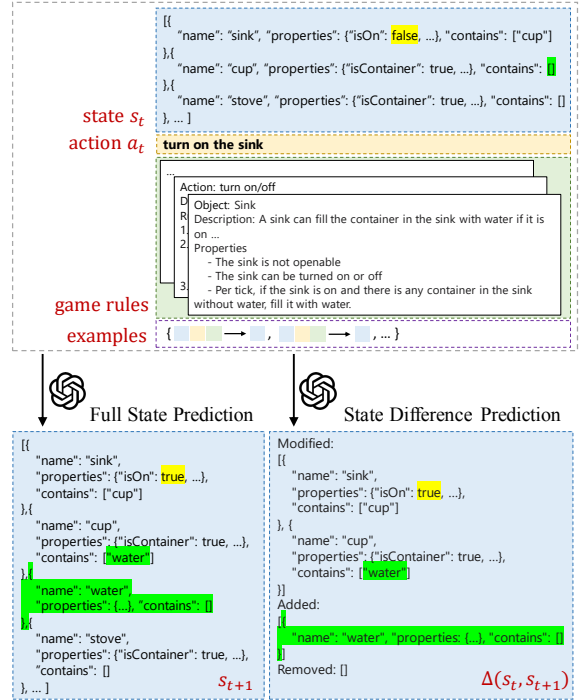 [{
"name": "sink", "properties": {"isOn": false, …}, "contains": ["cup"]
},{
"name": "cup", "properties": {"isContainer": true, …}, "contains": []
},{
"name": "stove", "properties": {"isContainer": true, …}, "contains": []
}, … ]
state s_t
action a_t
turn on the sink
...
Action: turn on/off
D
R
1.
2.
3.
Object: Sink
Description: A sink can fill the container in the sink with water if it is
on …
Properties
- The sink is not openable
- The sink can be turned on or off
- Per tick, if the sink is on and there is any container in the sink
without water, fill it with water.
game rules
examples
{ → , → , … }
Full State Prediction
State Difference Prediction
[{
"name": "sink",
"properties": {"isOn": true, …},
"contains": ["cup"]
},{
"name": "cup",
"properties": {"isContainer": true, …},
"contains": ["water"]
},{
"name": "water",
"properties": {…}, "contains": []
},{
"name": "stove",
"properties": {"isContainer": true, …},
"contains": []
}, … ]
s_{t+1}
Modified:
[{
"name": "sink",
"properties": {"isOn": true, …},
"contains": ["cup"]
}, {
"name": "cup",
"properties": {"isContainer": true, …},
"contains": ["water"]
}]
Added:
[{
"name": "water", "properties: {…}, "contains": []
}]
Removed: []
Δ(s_t, s_{t+1})